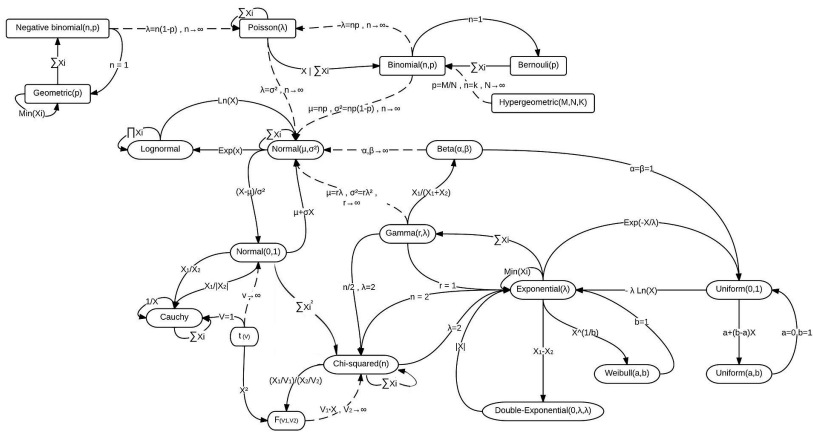 ∑Xi
n=1
Negative binomial(n,p)
λ=n(1-p) , n→∞
Poisson(λ)
λ=np , n→∞
∑Xi
n = 1
X | ∑Xi
Binomial(n,p)
∑Xi
Bernouli(p)
Geometric(p)
λ=σ² , n→∞
p=M/N , n=k , N→∞
Min(Xi)
Ln(X)
μ=np , σ²=np(1-p) , n→∞
Hypergeometric(M,N,K)
∏Xi
∑Xi
Lognormal
Exp(x)
Normal(μ,σ²)
α,β→∞
Beta(α,β)
α=β=1
(X-μ)/σ²
μ=rλ , σ²=rλ² ,
r→∞
X₁/(X₁+X₂)
μ+σX
Exp(-X/λ)
Gamma(r,λ)
∑Xi
Normal(0,1)
X₁/X₂
Min(Xi)
X₁/|X₂|
n/2 , λ=2
r = 1
Exponential(λ)
- λ Ln(X)
Uniform(0,1)
1/X
∑Xi²
n = 2
Cauchy
V=1
λ=2
b=1
a+(b-a)X
a=0,b=1
∑Xi
t (V)
|X|
X₁-X₂
X^(1/b)
Chi-squared(n)
Weibull(a,b)
Uniform(a,b)
X²
(X₁/V₁)/(X₂/V₂)
∑Xi
F(V1,V2)
V₁·X , V₂→∞
Double-Exponential(0,λ,λ)